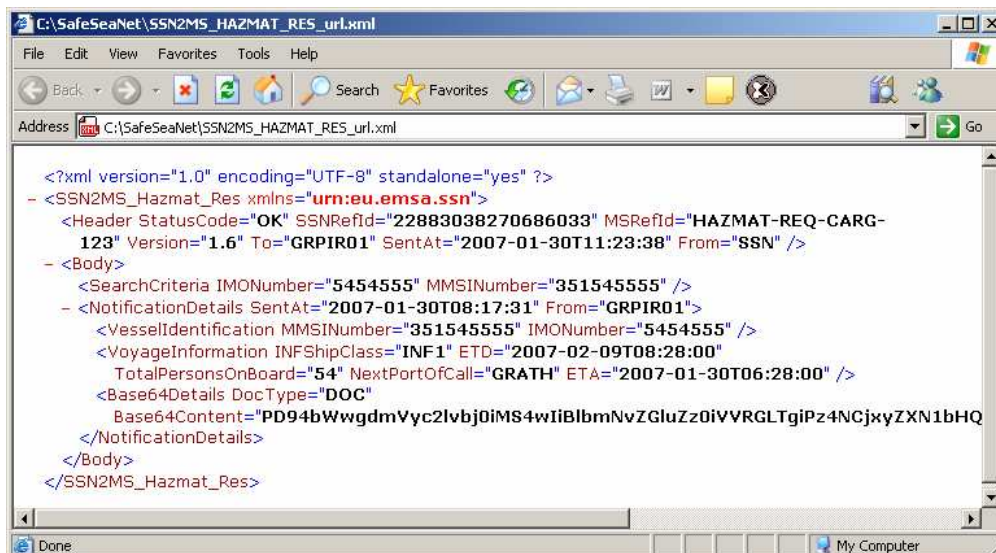 C:\SafeSeaNet\SSN2MS_HAZMAT_RES_url.xml
File Edit View Favorites Tools Help
Back Search Favorites
Address C:\SafeSeaNet\SSN2MS_HAZMAT_RES_url.xml Go
<?xml version="1.0" encoding="UTF-8" standalone="yes" ?>
- <SSN2MS_Hazmat_Res xmlns="urn:eu.emsa.ssn">
<Header StatusCode="OK" SSNRefId="22883038270686033" MSRefId="HAZMAT-REQ-CARG-
123" Version="1.6" To="GRPIR01" SentAt="2007-01-30T11:23:38" From="SSN" />
- <Body>
<SearchCriteria IMONumber="5454555" MMSINumber="351545555" />
- <NotificationDetails SentAt="2007-01-30T08:17:31" From="GRPIR01">
<VesselIdentification MMSINumber="351545555" IMONumber="5454555" />
<VoyageInformation INFShipClass="INF1" ETD="2007-02-09T08:28:00"
TotalPersonsOnBoard="54" NextPortOfCall="GRATH" ETA="2007-01-30T06:28:00" />
<Base64Details DocType="DOC"
Base64Content="PD94bWwgdmVyc2lvbj0iMS4wIiBlbmNvZGluZz0iVVRGLTgiPz4NCjxyZXN1bHQ
</NotificationDetails>
</Body>
</SSN2MS_Hazmat_Res>
Done My Computer